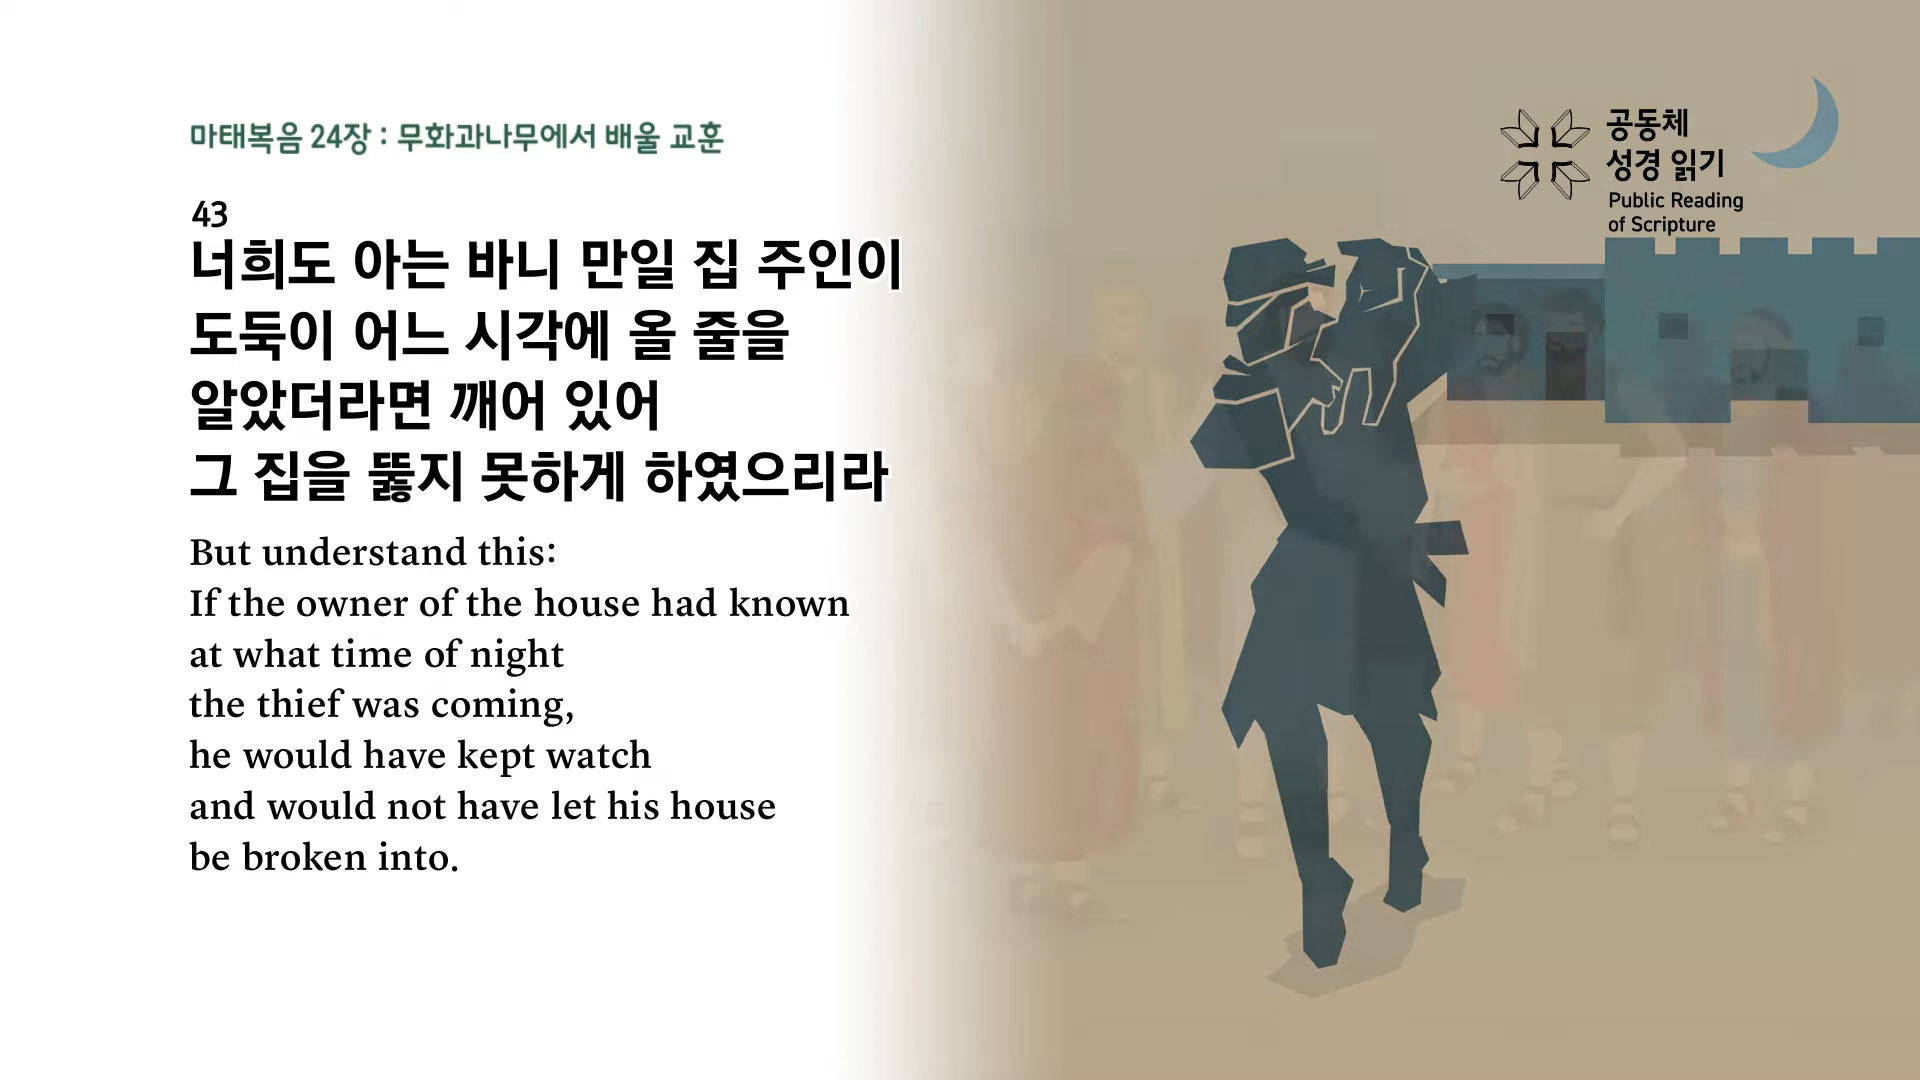 마태복음 24장 : 무화과나무에서 배울 교훈
43
너희도 아는 바니 만일 집 주인이
도둑이 어느 시각에 올 줄을
알았더라면 깨어 있어
그 집을 뚫지 못하게 하였으리라
But understand this:
If the owner of the house had known
at what time of night
the thief was coming,
he would have kept watch
and would not have let his house
be broken into.
공동체
성경 읽기
Public Reading
of Scripture